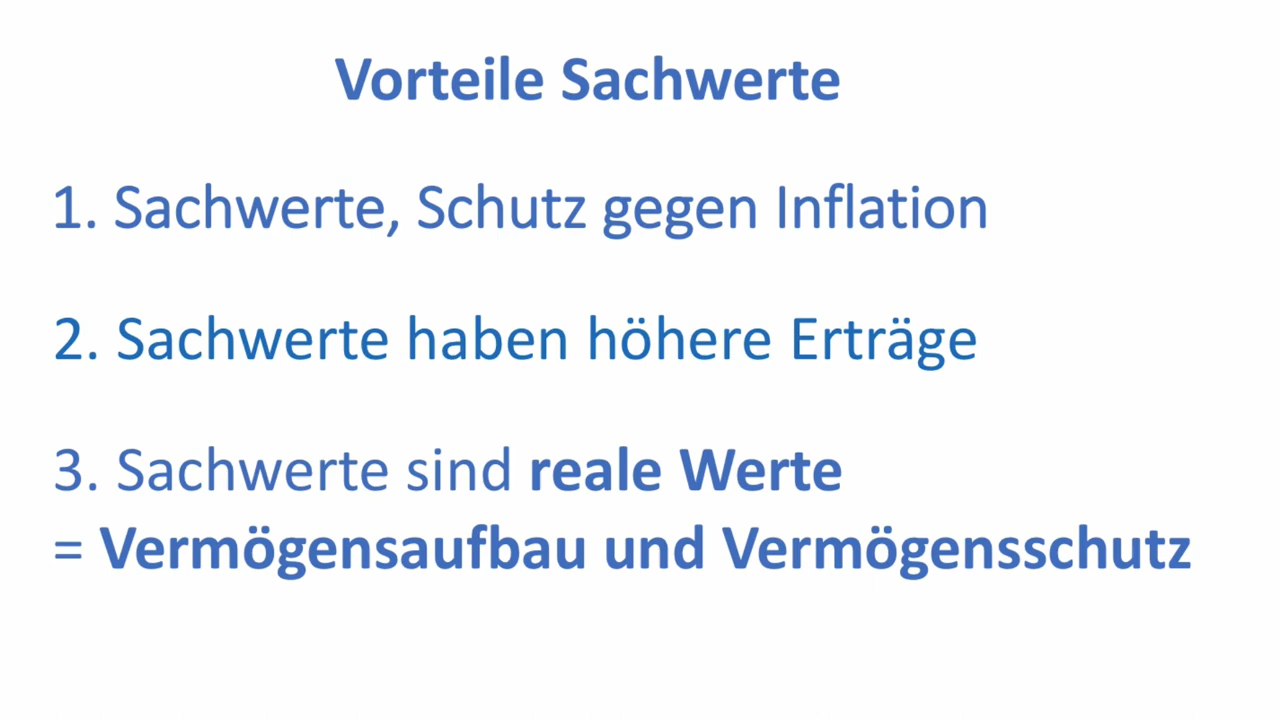 Vorteile Sachwerte
1. Sachwerte, Schutz gegen Inflation
2. Sachwerte haben höhere Erträge
3. Sachwerte sind reale Werte
= Vermögensaufbau und Vermögensschutz